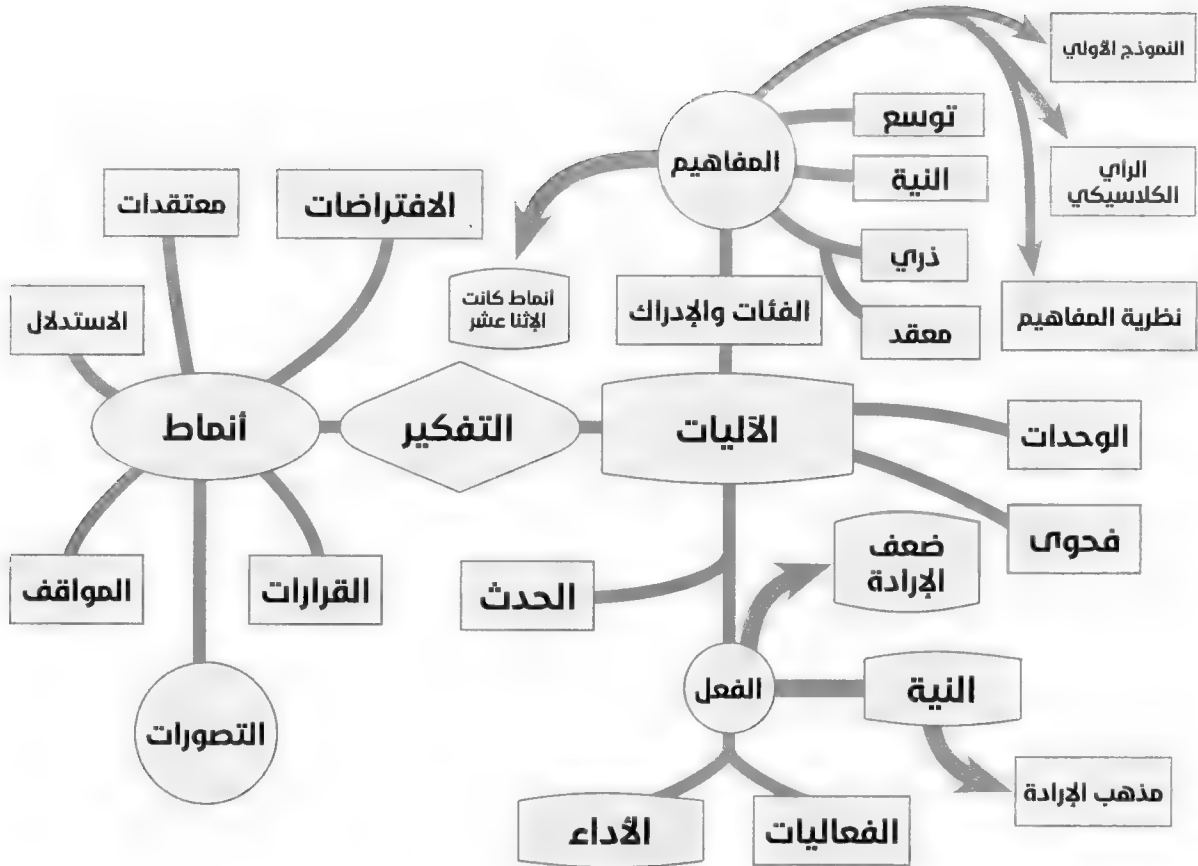 النموذج الأولي
توسع
المفاهيم
النية
الرأي
الكلاسيكي
الافتراضات
معتقدات
ذري
أنماط كانت
الإثنا عشر
الفئات والإدراك
نظرية المفاهيم
معقد
الاستدلال
أنماط
التفكير
الآليات
الوحدات
فحوى
ضعف
الإرادة
المواقف
القرارات
الحدث
الفعل
النية
التصورات
مذهب الإرادة
الأداء
الفعاليات